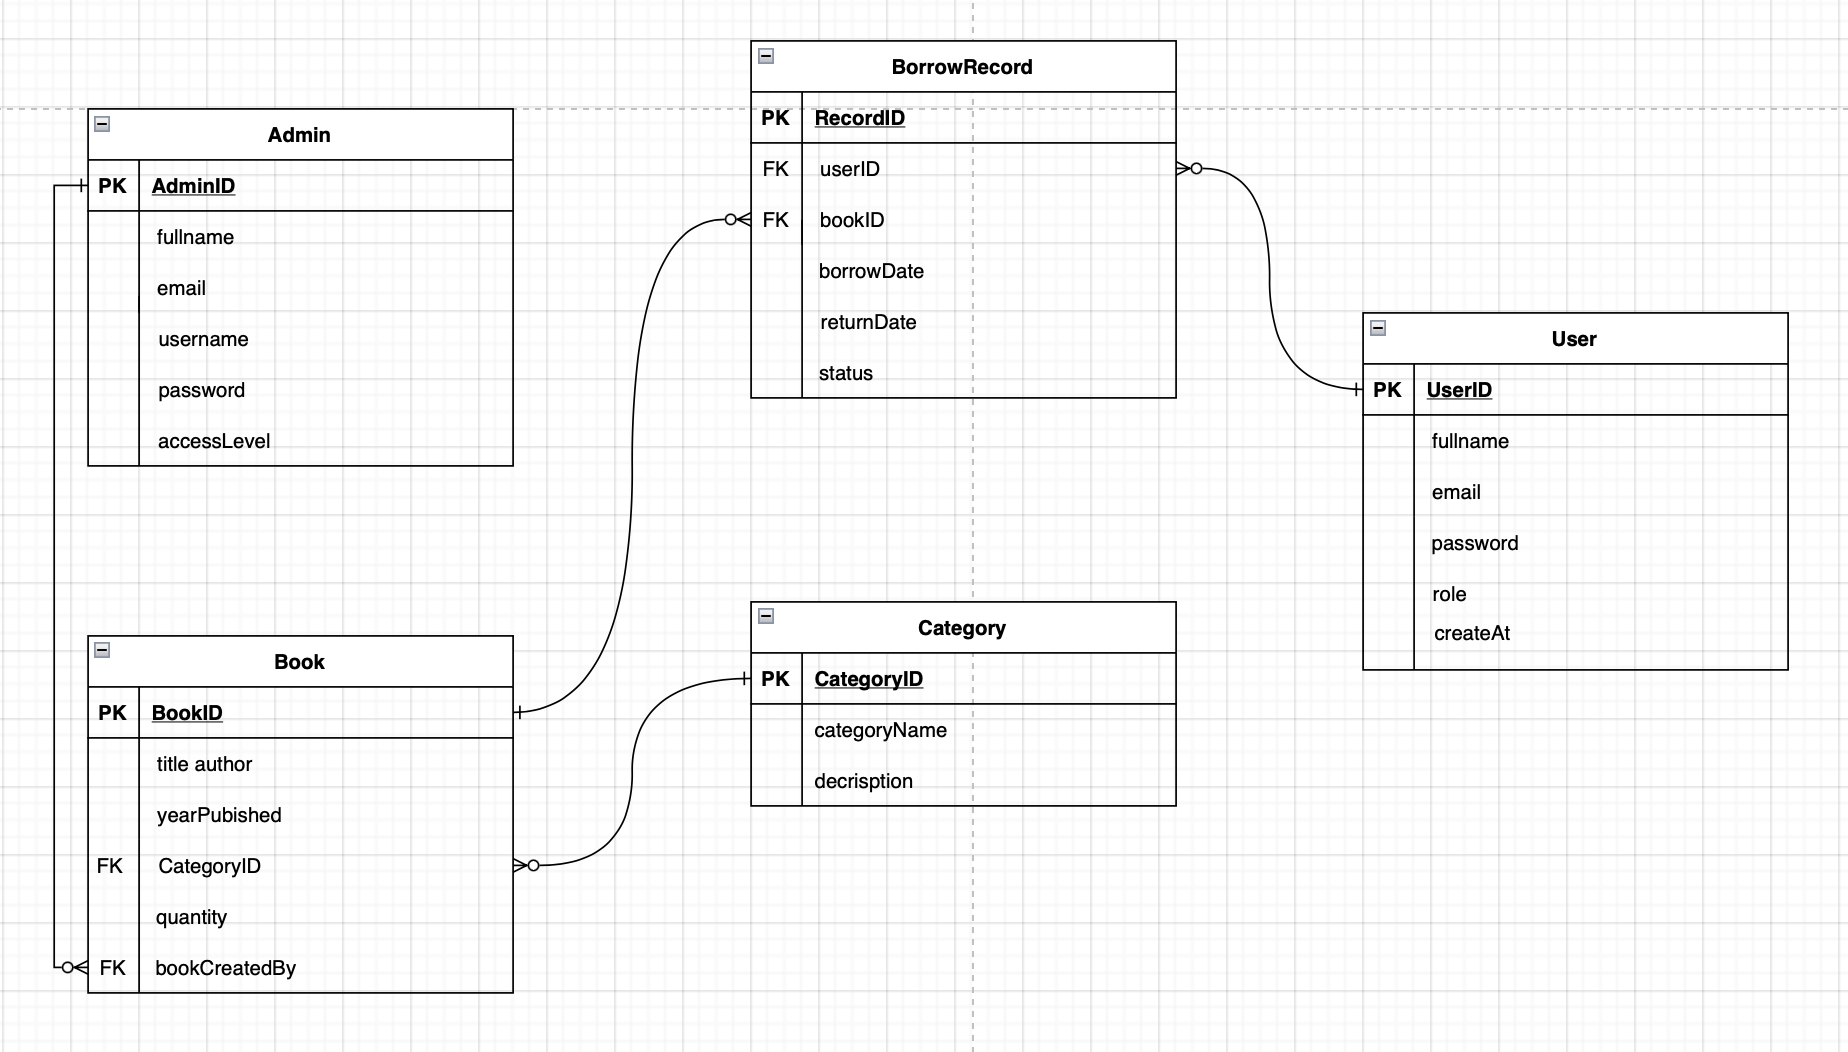 Admin
PK AdminID
fullname
email
username
password
accessLevel
BorrowRecord
PK RecordID
FK userID
FK bookID
borrowDate
returnDate
status
User
PK UserID
fullname
email
password
role
createAt
Book
PK BookID
title author
yearPubished
FK CategoryID
quantity
FK bookCreatedBy
Category
PK CategoryID
categoryName
decrisption